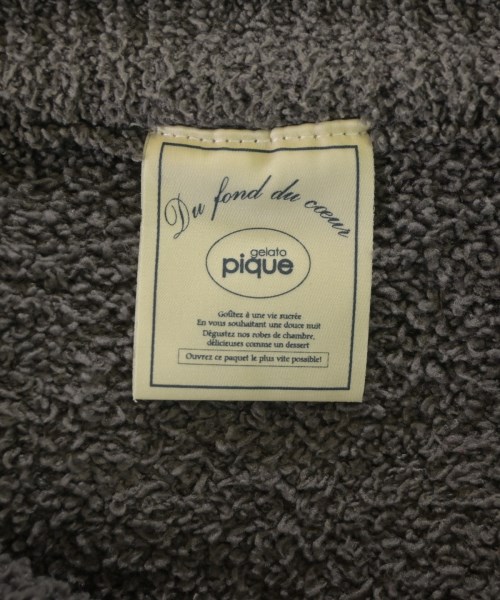 Du fond du cœur
gelato
pique
Goûtez à une vie sucrée
En vous souhaitant une douce nuit
Dégustez nos robes de chambre,
délicieuses comme un dessert
Ouvrez ce paquet le plus vite possible!